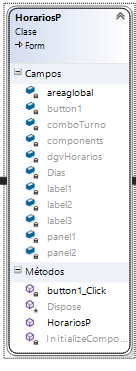 HorariosP
Clase
→ Form
Campos
areaglobal
button1
comboTurno
components
dgvHorarios
Dias
label1
label2
label3
panel1
panel2
Métodos
button1_Click
Dispose
HorariosP
InitializeCompo...